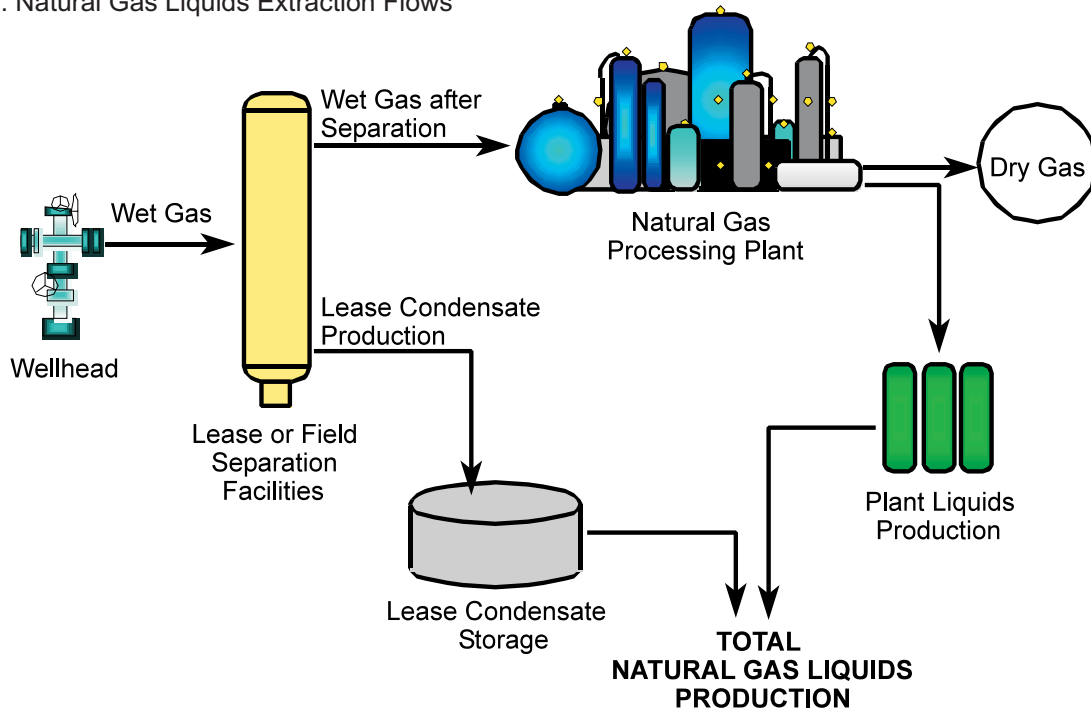 . Natural Gas Liquids Extraction Flows
Wet Gas after
Separation
Dry Gas
Wet Gas
Natural Gas
Processing Plant
Lease Condensate
Production
Wellhead
Lease or Field
Separation
Facilities
Plant Liquids
Production
Lease Condensate
Storage
TOTAL
NATURAL GAS LIQUIDS
PRODUCTION